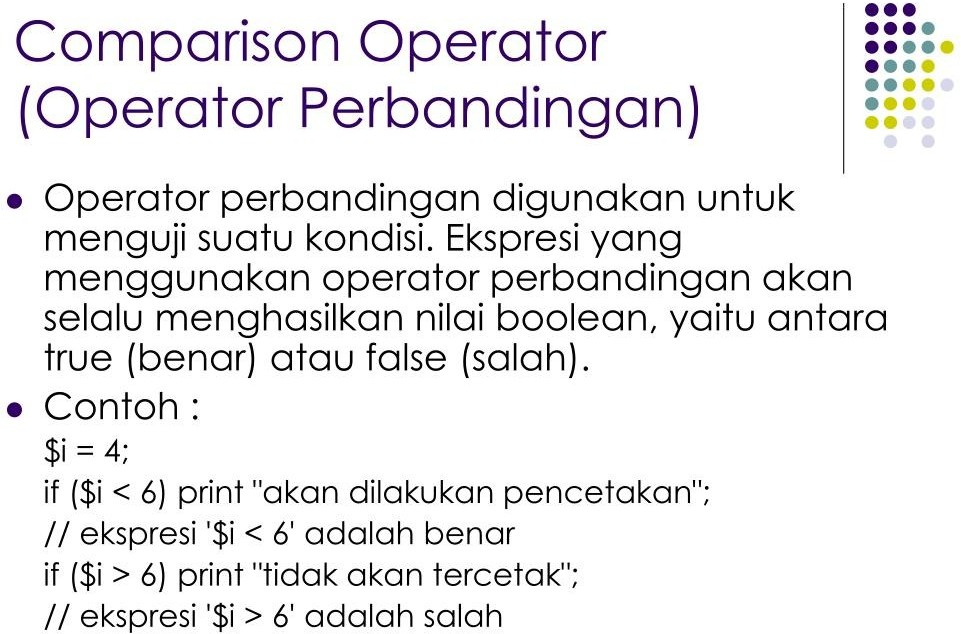 Comparison Operator
(Operator Perbandingan)
Operator perbandingan digunakan untuk
menguji suatu kondisi. Ekspresi yang
menggunakan operator perbandingan akan
selalu menghasilkan nilai boolean, yaitu antara
true (benar) atau false (salah).
Contoh :
$i = 4;
if ($i < 6) print "akan dilakukan pencetakan";
// ekspresi '$i < 6' adalah benar
if ($i > 6) print "tidak akan tercetak";
// ekspresi '$i > 6' adalah salah